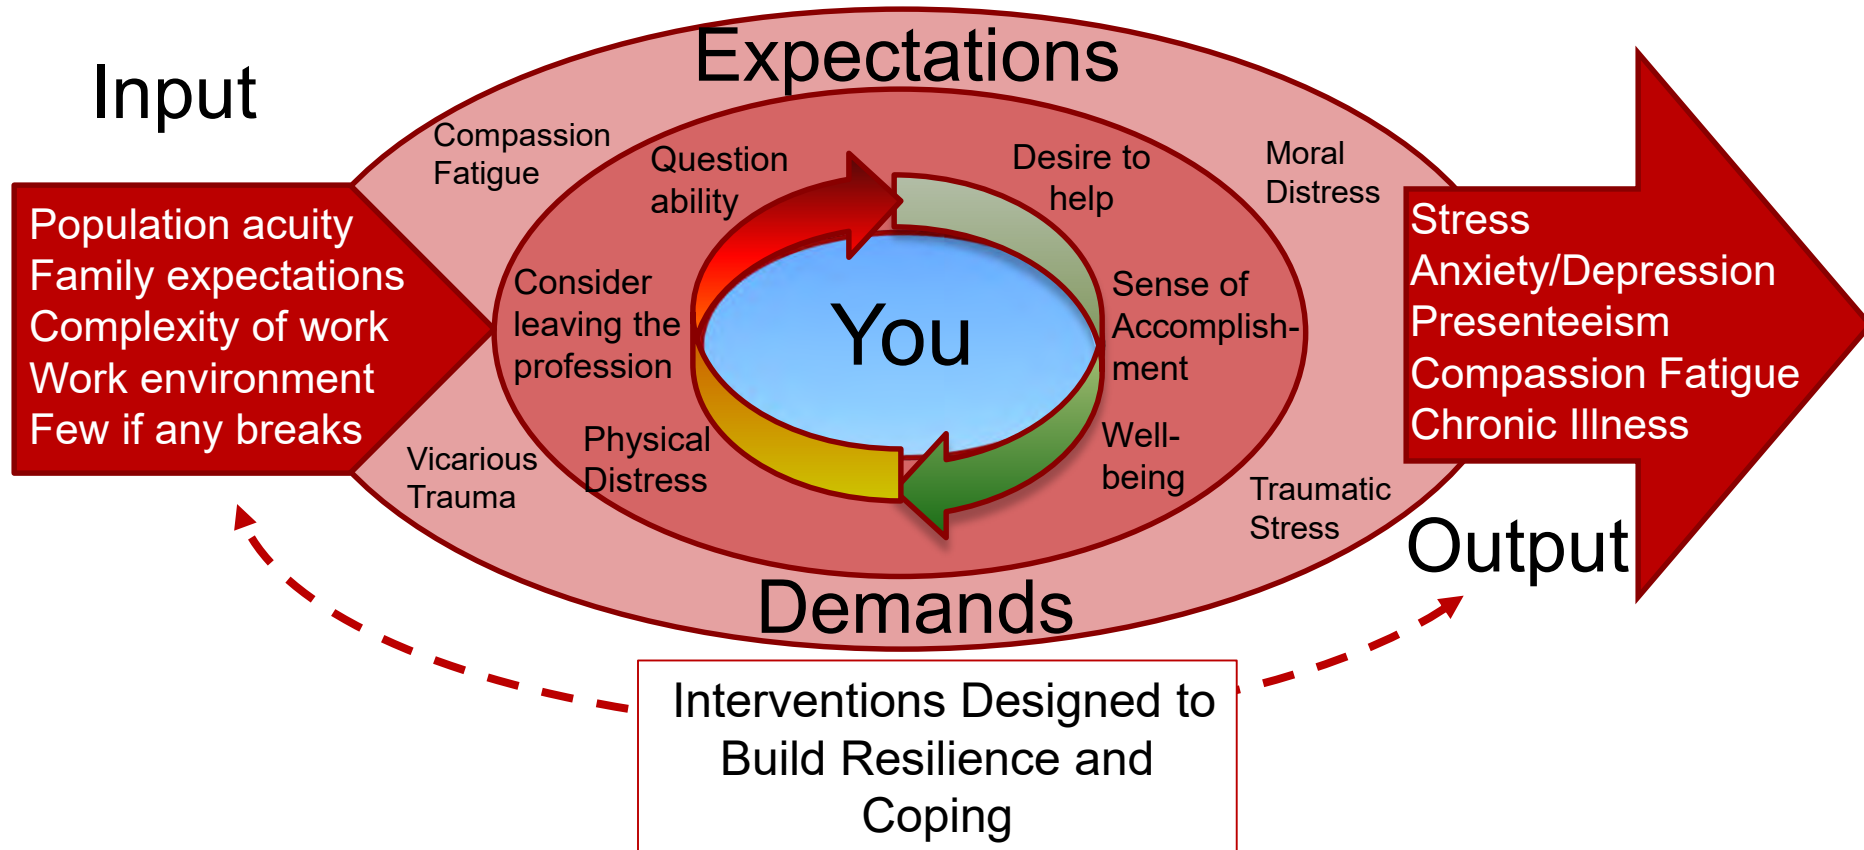 Input
Population acuity
Family expectations
Complexity of work
Work environment
Few if any breaks
Expectations
Compassion
Fatigue
Moral
Distress
Question
ability
Desire to
help
Consider
leaving the
profession
You
Sense of
Accomplish-
ment
Physical
Distress
Well-
being
Vicarious
Trauma
Traumatic
Stress
Demands
Stress
Anxiety/Depression
Presenteeism
Compassion Fatigue
Chronic Illness
Output
Interventions Designed to
Build Resilience and
Coping